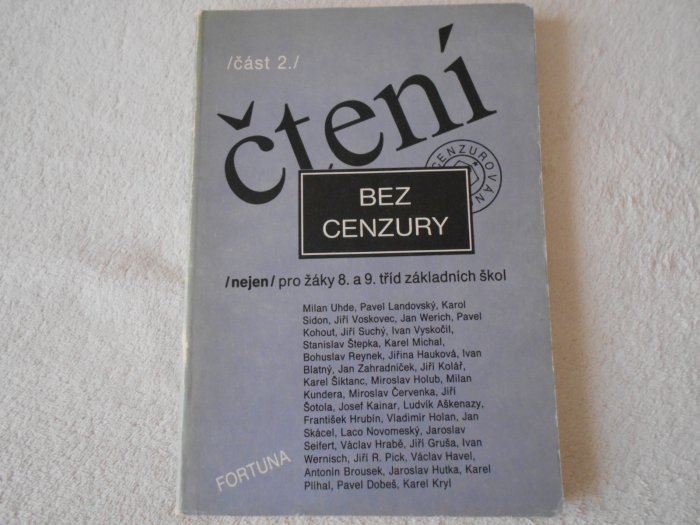 /část 2./
čtení
CENZUROVAN
BEZ
CENZURY
/nejen/ pro žáky 8. a 9. tříd základních škol
Milan Uhde, Pavel Landovský, Karol
Sidon, Jiří Voskovec, Jan Werich, Pavel
Kohout, Jiří Suchý, Ivan Vyskočil,
Stanislav Štepka, Karel Michal,
Bohuslav Reynek, Jiřina Hauková, Ivan
Blatný, Jan Zahradníček, Jiří Kolář,
Karel Šiktanc, Miroslav Holub, Milan
Kundera, Miroslav Červenka, Jiří
Šotola, Josef Kainar, Ludvík Aškenazy,
František Hrubín, Vladimír Holan, Jan
Skácel, Laco Novomeský, Jaroslav
Seifert, Václav Hrabě, Jiří Gruša, Ivan
Wernisch, Jiří R. Pick, Václav Havel,
Antonín Brousek, Jaroslav Hutka, Karel
Plíhal, Pavel Dobeš, Karel Kryl
FORTUNA